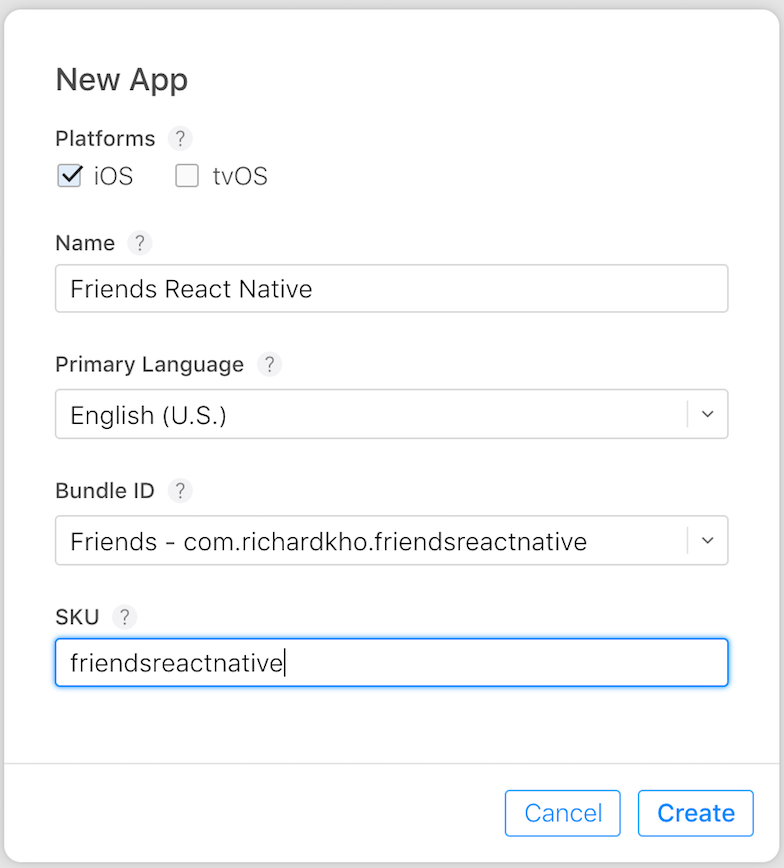 New App
Platforms ?
iOS tvOS
Name ?
Friends React Native
Primary Language ?
English (U.S.)
Bundle ID ?
Friends - com.richardkho.friendsreactnative
SKU ?
friendsreactnative
Cancel Create